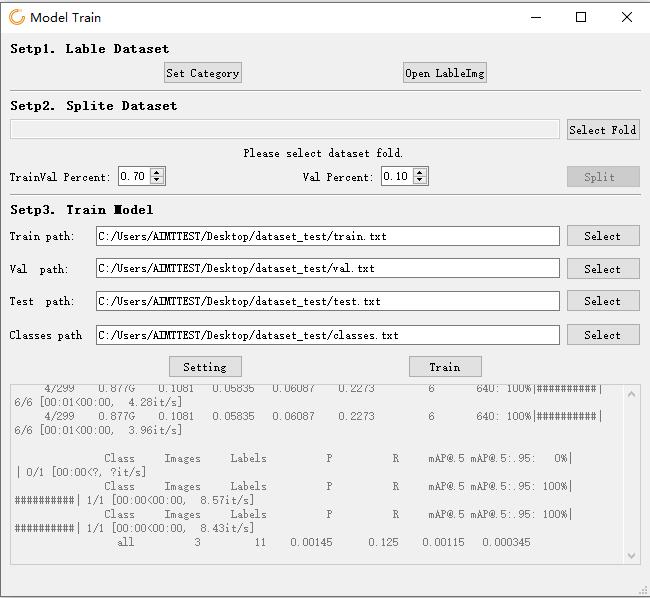 Model Train
Setp1. Lable Dataset
Set Category Open LableImg
Setp2. Splite Dataset
Select Fold
Please select dataset fold.
TrainVal Percent: 0.70 Val Percent: 0.10 Split
Setp3. Train Model
Train path: C:/Users/AIMTTEST/Desktop/dataset_test/train.txt Select
Val path: C:/Users/AIMTTEST/Desktop/dataset_test/val.txt Select
Test path: C:/Users/AIMTTEST/Desktop/dataset_test/test.txt Select
Classes path C:/Users/AIMTTEST/Desktop/dataset_test/classes.txt Select
Setting Train
4/299 0.877G 0.1081 0.05835 0.06087 0.2273 6 640: 100%|##########|
6/6 [00:01<00:00, 4.28it/s]
4/299 0.877G 0.1081 0.05835 0.06087 0.2273 6 640: 100%|##########|
6/6 [00:01<00:00, 3.96it/s]
Class Images Labels P R mAP@.5 mAP@.5:.95: 0%|
| 0/1 [00:00<?, ?it/s]
Class Images Labels P R mAP@.5 mAP@.5:.95: 100%|
##########| 1/1 [00:00<00:00, 8.57it/s]
Class Images Labels P R mAP@.5 mAP@.5:.95: 100%|
##########| 1/1 [00:00<00:00, 8.43it/s]
all 3 11 0.00145 0.125 0.00115 0.000345